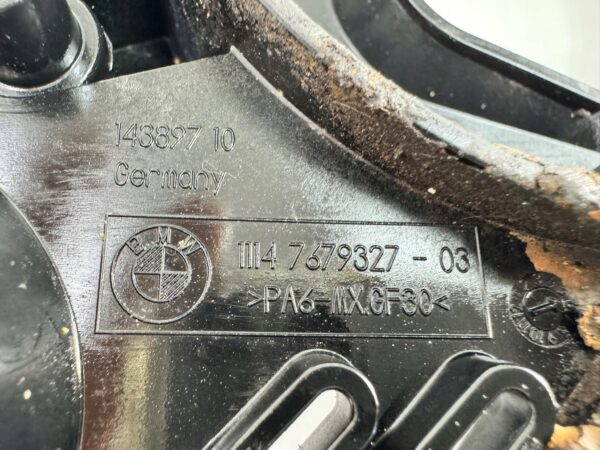 143897 10
Germany
BMW
1114 7679327 - 03
>PA6-MX.GF30<